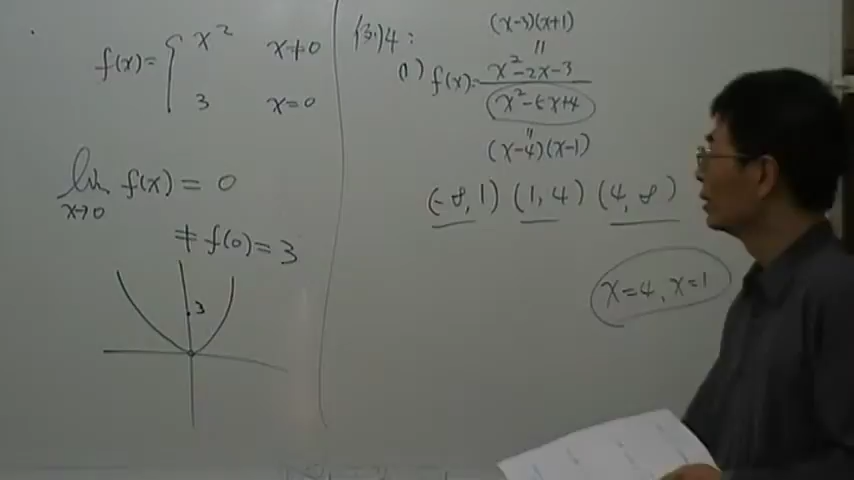 f(x)= { x² x≠0
3 x=0
lim f(x) = 0
x→0
≠ f(0) = 3
3
(3.)4:
(x-3)(x+1)
"
(1) f(x)= x²-2x-3
x²-5x+4
"
(x-4)(x-1)
(-∞,1) (1,4) (4,∞)
x=4, x=1